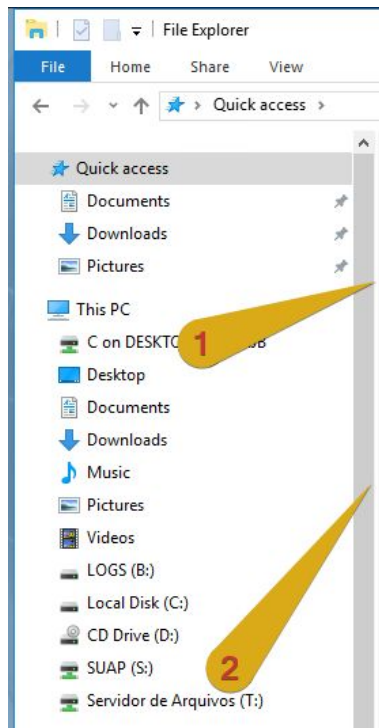 File Explorer
File Home Share View
Quick access
Quick access
Documents
Downloads
Pictures
This PC
1
C on
Desktop
Documents
Downloads
Music
Pictures
Videos
LOGS (B:)
Local Disk (C:)
CD Drive (D:)
SUAP (S:)
2
Servidor de Arquivos (T:)